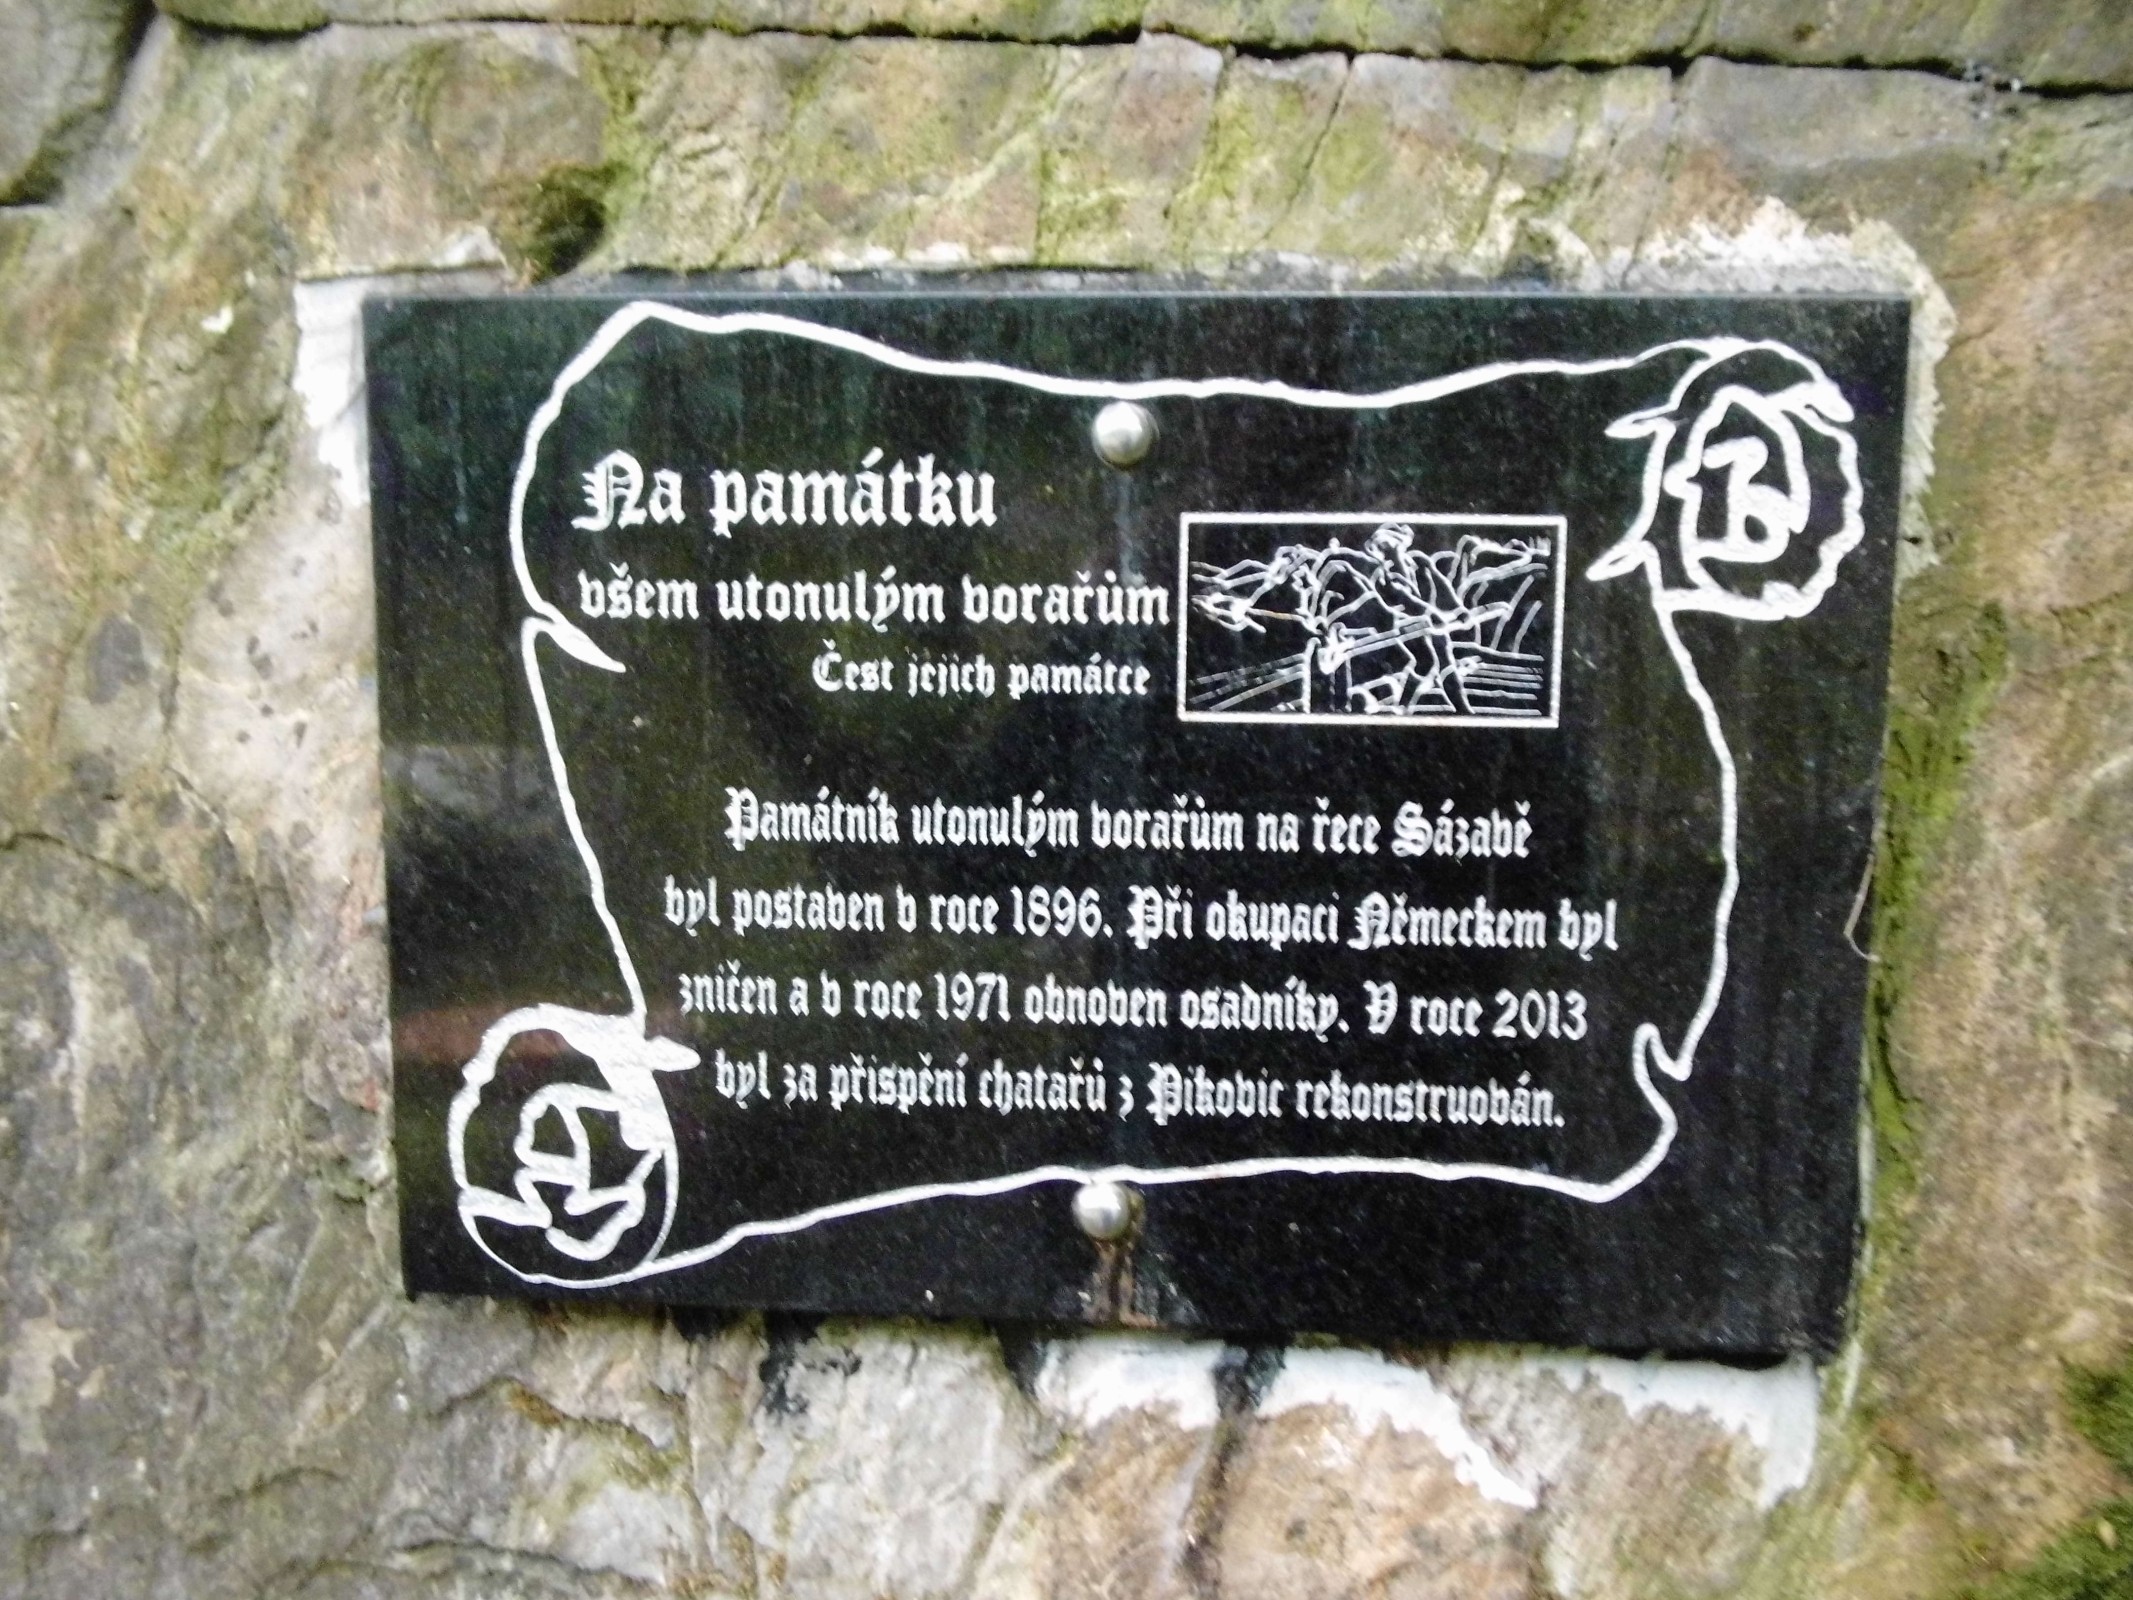 Na památku
všem utonulým vorařům
Čest jejich památce
Památník utonulým vorařům na řece Sázavě
byl postaven v roce 1896. Při okupaci Německem byl
zničen a v roce 1971 obnoven osadníky. V roce 2013
byl za přispění chatařů z Pikovic rekonstruován.